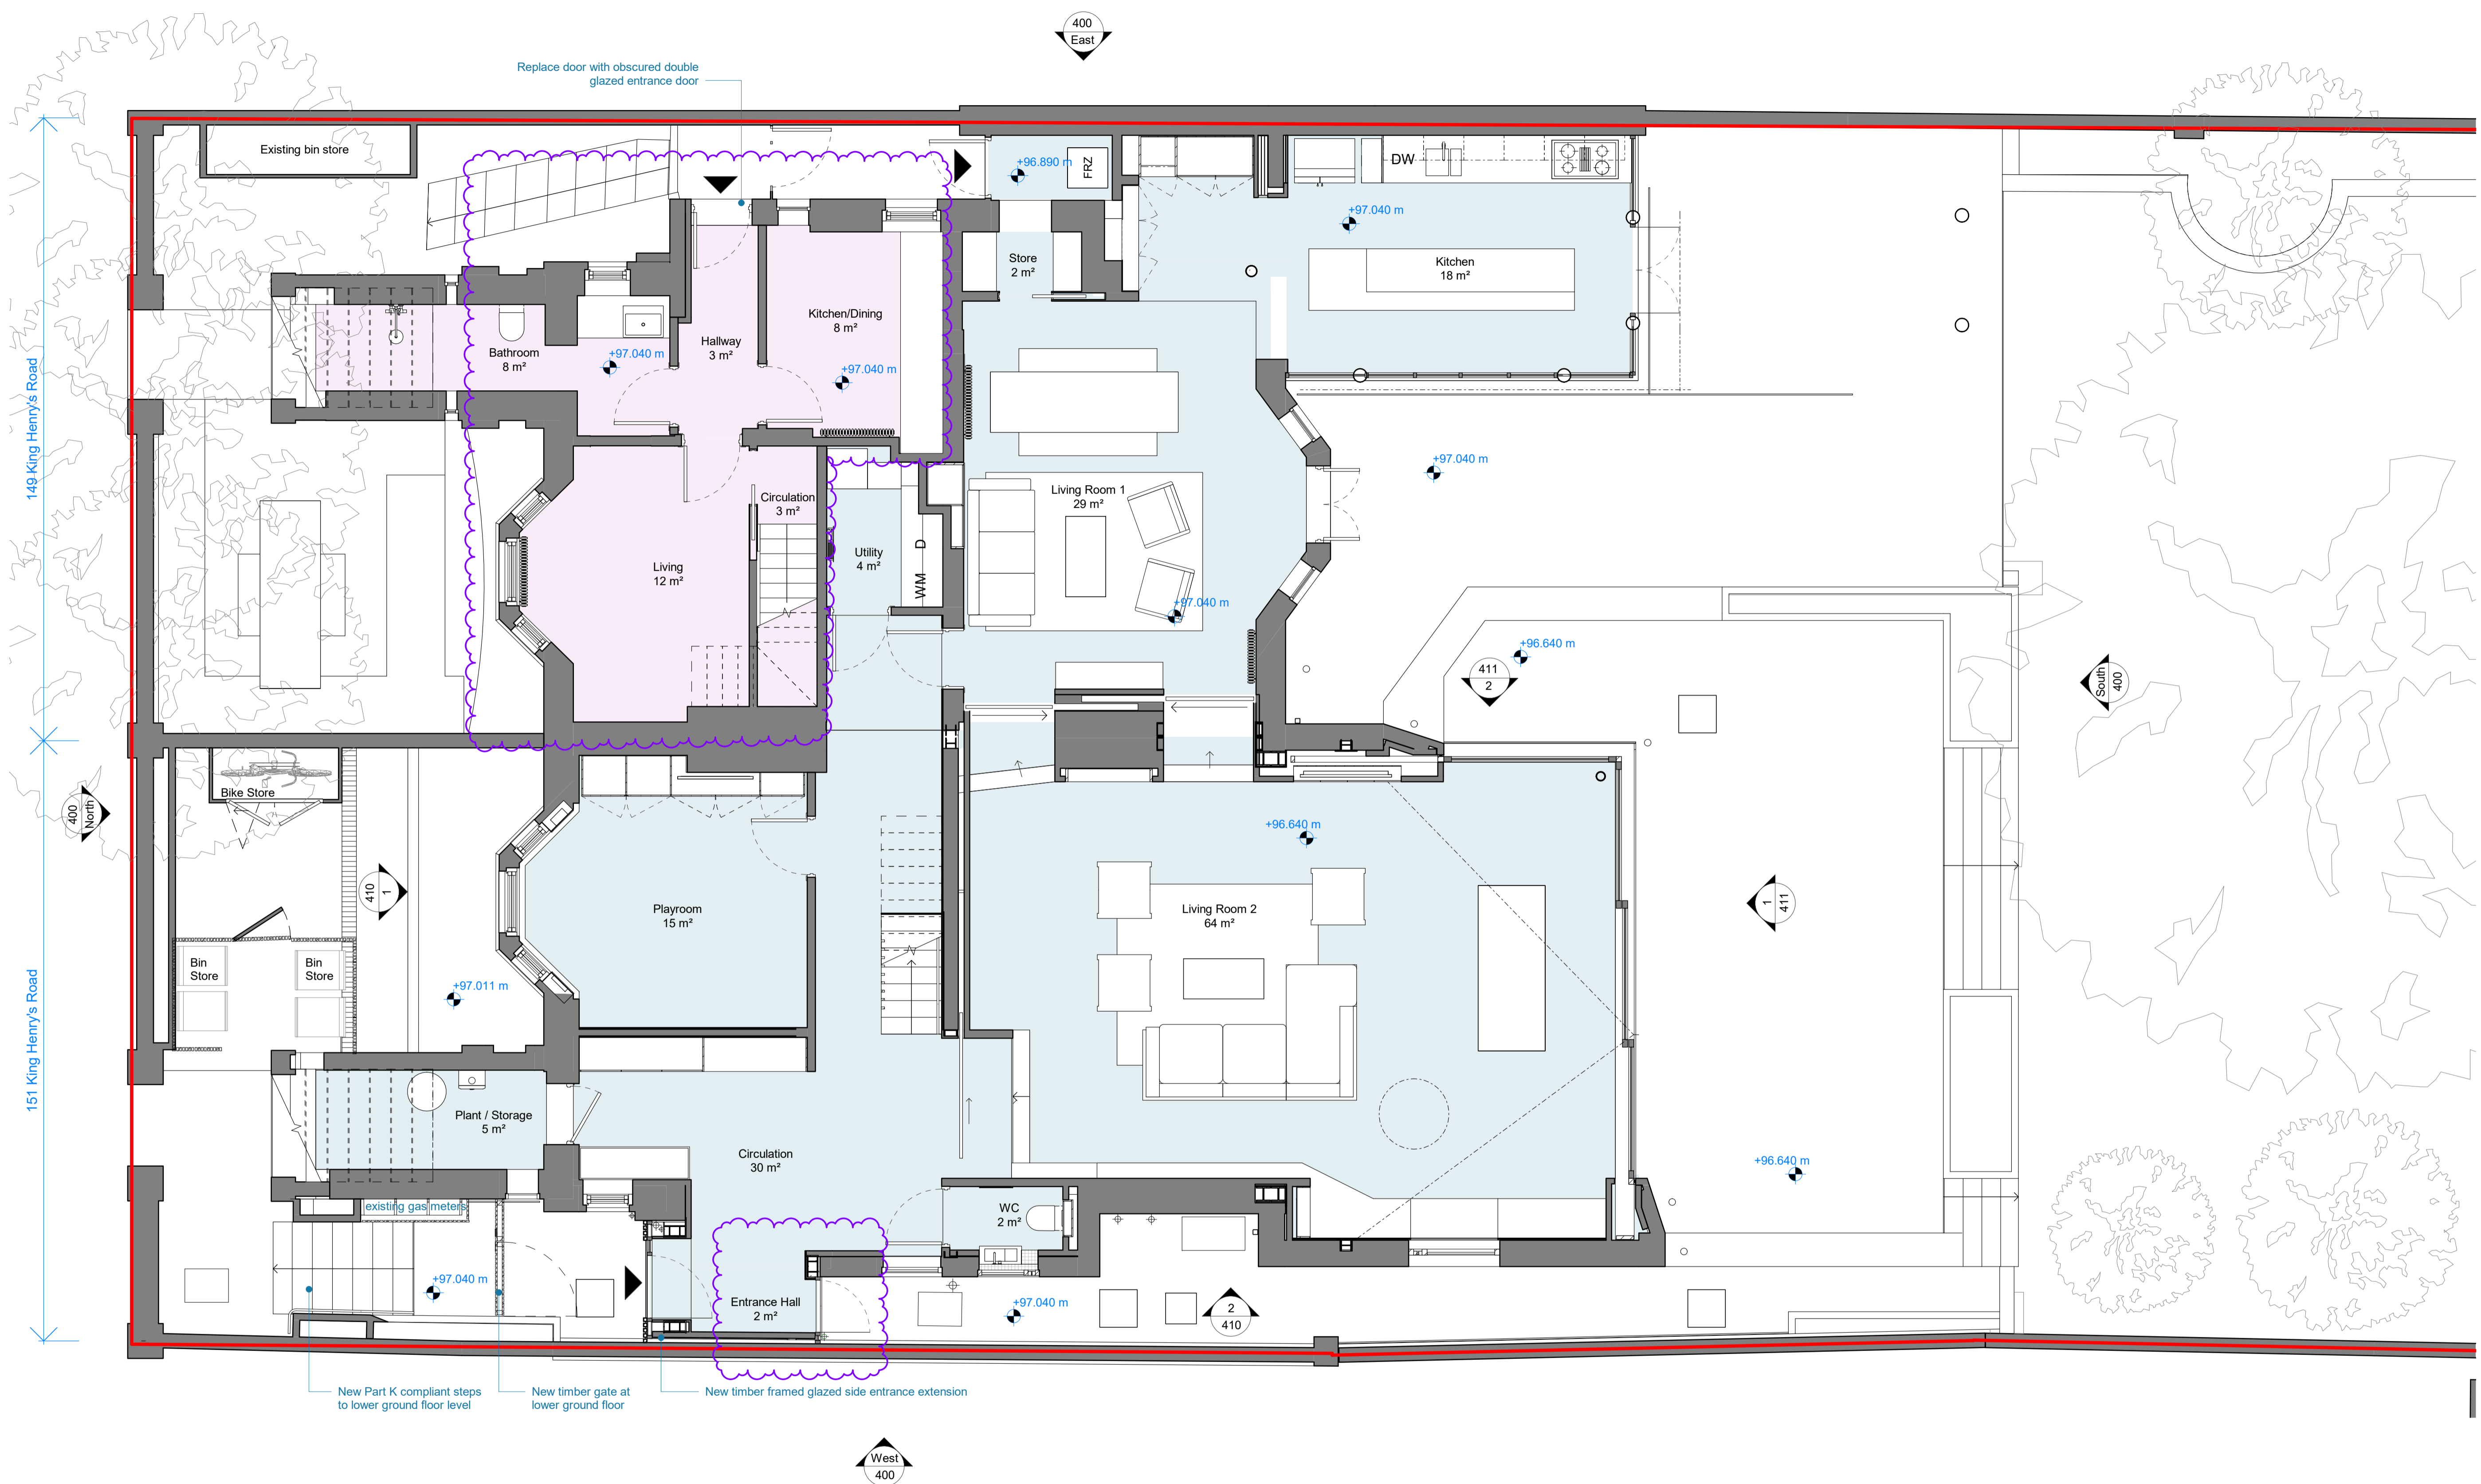 400
East
Replace door with obscured double
glazed entrance door
Existing bin store
+96.890 m
FRZ
DW
+97.040 m
Store
2 m²
Kitchen
18 m²
Kitchen/Dining
8 m²
Hallway
3 m²
Bathroom
8 m²
+97.040 m
+97.040 m
149 King Henry's Road
+97.040 m
Living Room 1
29 m²
Circulation
3 m²
Utility
4 m²
D
WM
Living
12 m²
+97.040 m
+96.640 m
411
2
South
400
Bike Store
400
North
+96.640 m
410
1
1
411
Playroom
15 m²
Living Room 2
64 m²
Bin
Store
Bin
Store
+97.011 m
151 King Henry's Road
Plant / Storage
5 m²
Circulation
30 m²
+96.640 m
existing gas meters
WC
2 m²
+97.040 m
Entrance Hall
2 m²
+97.040 m
2
410
New Part K compliant steps
to lower ground floor level
New timber gate at
lower ground floor
New timber framed glazed side entrance extension
West
400